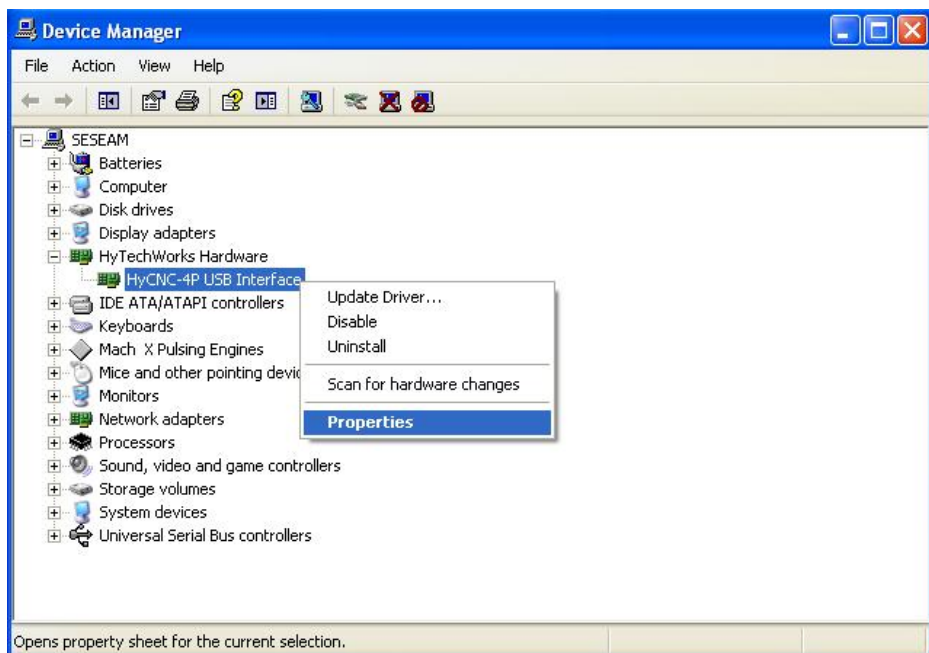 Device Manager
File Action View Help
SESEAM
Batteries
Computer
Disk drives
Display adapters
HyTechWorks Hardware
HyCNC-4P USB Interface
IDE ATA/ATAPI controllers
Keyboards
Mach X Pulsing Engines
Mice and other pointing devic
Monitors
Network adapters
Processors
Sound, video and game controllers
Storage volumes
System devices
Universal Serial Bus controllers
Update Driver...
Disable
Uninstall
Scan for hardware changes
Properties
Opens property sheet for the current selection.